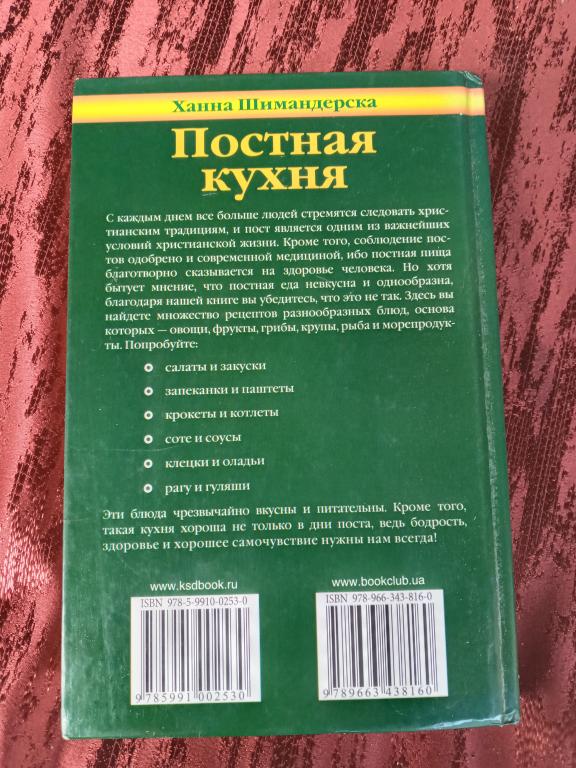 Ханна Шимандерска
Постная
кухня
С каждым днем все больше людей стремятся следовать хрис-
тианским традициям, и пост является одним из важнейших
условий христианской жизни. Кроме того, соблюдение пос-
тов одобрено и современной медициной, ибо постная пища
благотворно сказывается на здоровье человека. Но хотя
бытует мнение, что постная еда невкусна и однообразна,
благодаря нашей книге вы убедитесь, что это не так. Здесь вы
найдете множество рецептов разнообразных блюд, основа
которых — овощи, фрукты, грибы, крупы, рыба и морепродук-
ты. Попробуйте:
салаты и закуски
запеканки и паштеты
крокеты и котлеты
соте и соусы
клецки и оладьи
рагу и гуляши
Эти блюда чрезвычайно вкусны и питательны. Кроме того,
такая кухня хороша не только в дни поста, ведь бодрость,
здоровье и хорошее самочувствие нужны нам всегда!
www.ksdbook.ru
ISBN 978-5-9910-0253-0
9 785991 002530
www.bookclub.ua
ISBN 978-966-343-816-0
9 789663 438160